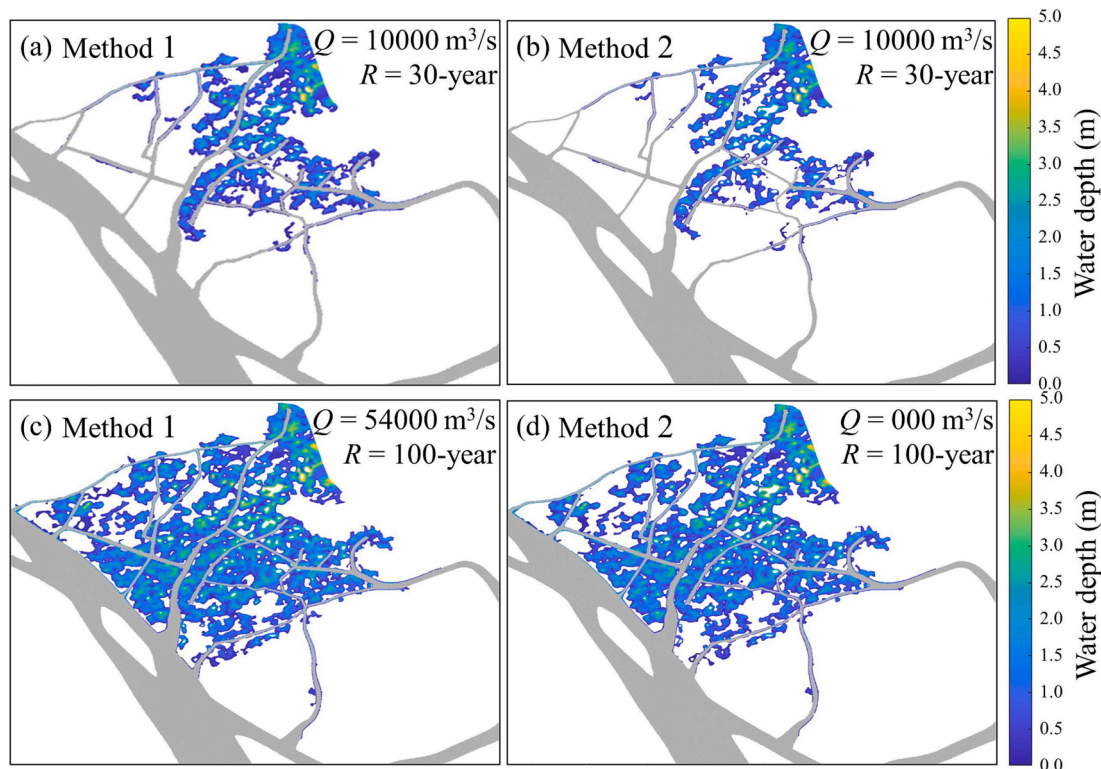 (a) Method 1
Q = 10000 m³/s
R = 30-year
(b) Method 2
Q = 10000 m³/s
R = 30-year
5.0
4.5
4.0
3.5
3.0
2.5
2.0
1.5
1.0
0.5
0.0
Water depth (m)
(c) Method 1
Q = 54000 m³/s
R = 100-year
(d) Method 2
Q = 000 m³/s
R = 100-year
5.0
4.5
4.0
3.5
3.0
2.5
2.0
1.5
1.0
0.5
0.0
Water depth (m)